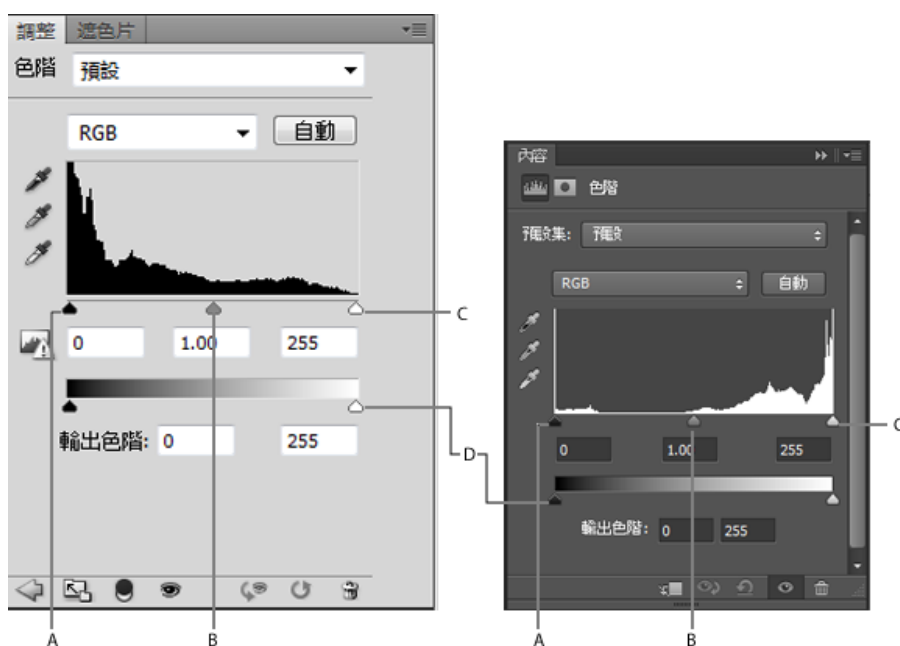 調整 遮色片
色階 預設
RGB 自動
0 1.00 255
輸出色階: 0 255
A B C D
內容
色階
預設集: 預設
RGB 自動
0 1.00 255
輸出色階: 0 255
A B C